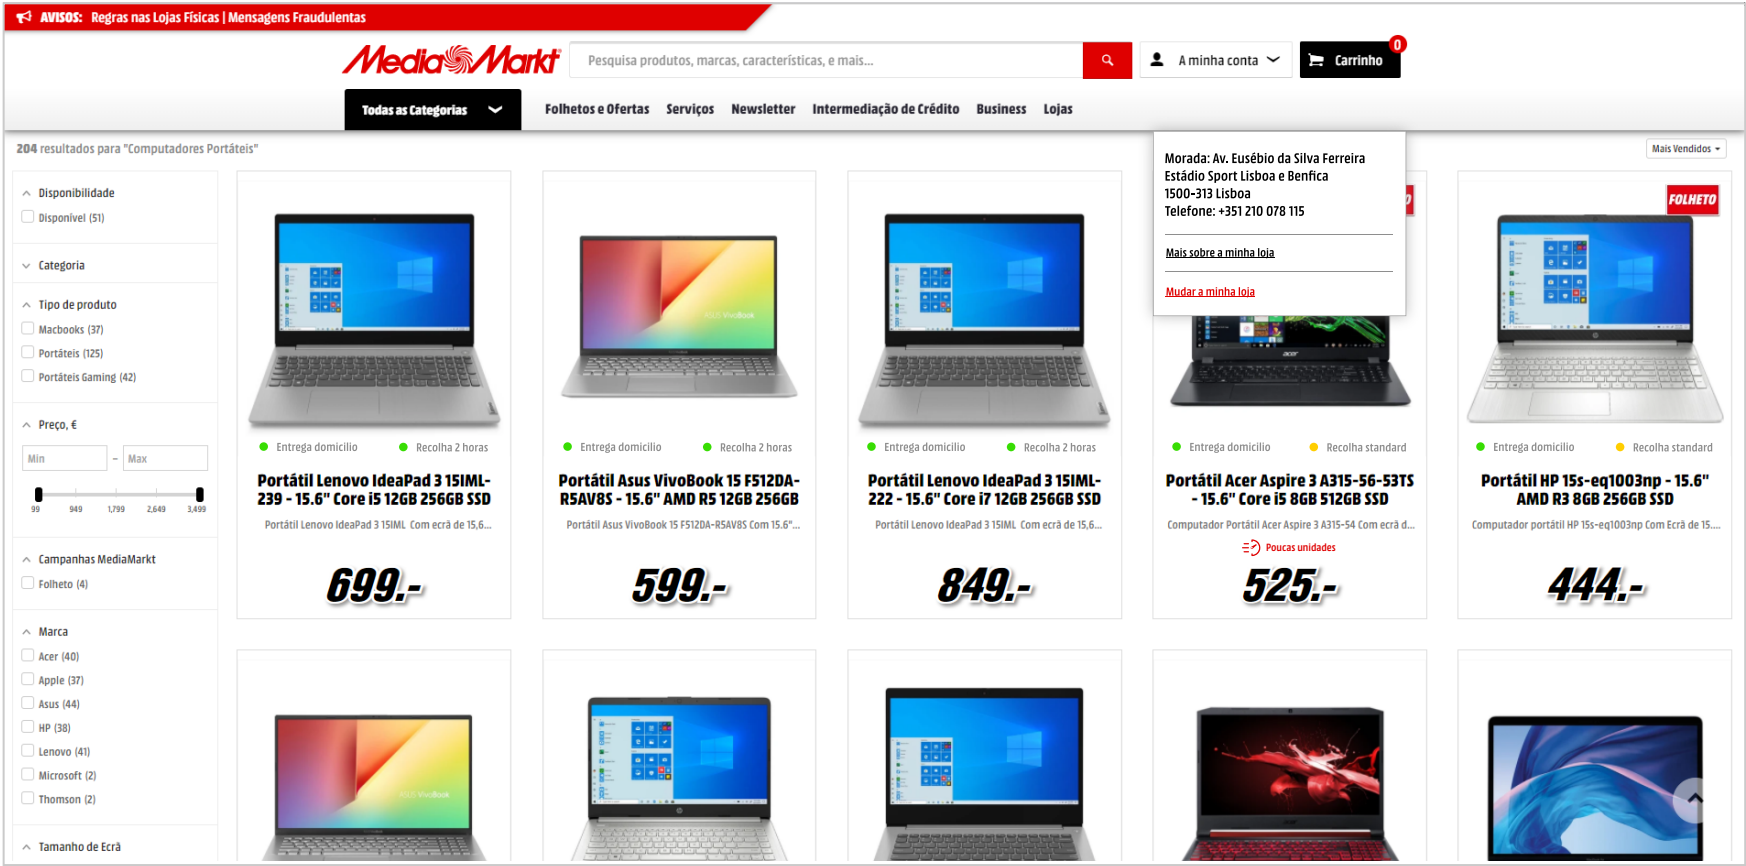 AVISOS: Regras nas Lojas Físicas | Mensagens Fraudulentas
MediaMarkt
Pesquisa produtos, marcas, características, e mais...
A minha conta
0
Carrinho
Todas as Categorias
Folhetos e Ofertas
Serviços
Newsletter
Intermediação de Crédito
Business
Lojas
204 resultados para "Computadores Portáteis"
Mais Vendidos
Morada: Av. Eusébio da Silva Ferreira
Estádio Sport Lisboa e Benfica
1500-313 Lisboa
Telefone: +351 210 078 115
Mais sobre a minha loja
Mudar a minha loja
Disponibilidade
Disponível (51)
Categoria
Tipo de produto
Macbooks (37)
Portáteis (125)
Portáteis Gaming (42)
Preço, €
Min – Max
99 949 1,799 2,649 3,499
Campanhas MediaMarkt
Folheto (4)
Marca
Acer (40)
Apple (37)
Asus (44)
HP (38)
Lenovo (41)
Microsoft (2)
Thomson (2)
Tamanho de Ecrã
Entrega domicilio
Recolha 2 horas
Portátil Lenovo IdeaPad 3 15IML-
239 - 15.6" Core i5 12GB 256GB SSD
Portátil Lenovo IdeaPad 3 15IML Com ecrã de 15,6...
699.-
ASUS VivoBook
Entrega domicilio
Recolha 2 horas
Portátil Asus VivoBook 15 F512DA-
R5AV8S - 15.6" AMD R5 12GB 256GB
Portátil Asus VivoBook 15 F512DA-R5AV8S Com 15.6"...
599.-
Entrega domicilio
Recolha 2 horas
Portátil Lenovo IdeaPad 3 15IML-
222 - 15.6" Core i7 12GB 256GB SSD
Portátil Lenovo IdeaPad 3 15IML Com ecrã de 15,6...
849.-
acer
Entrega domicilio
Recolha standard
Portátil Acer Aspire 3 A315-56-53TS
- 15.6" Core i5 8GB 512GB SSD
Computador Portátil Acer Aspire 3 A315-54 Com ecrã d...
Poucas unidades
525.-
FOLHETO
Entrega domicilio
Recolha standard
Portátil HP 15s-eq1003np - 15.6"
AMD R3 8GB 256GB SSD
Computador portátil HP 15s-eq1003np Com Ecrã de 15....
444.-
ASUS VivoBook